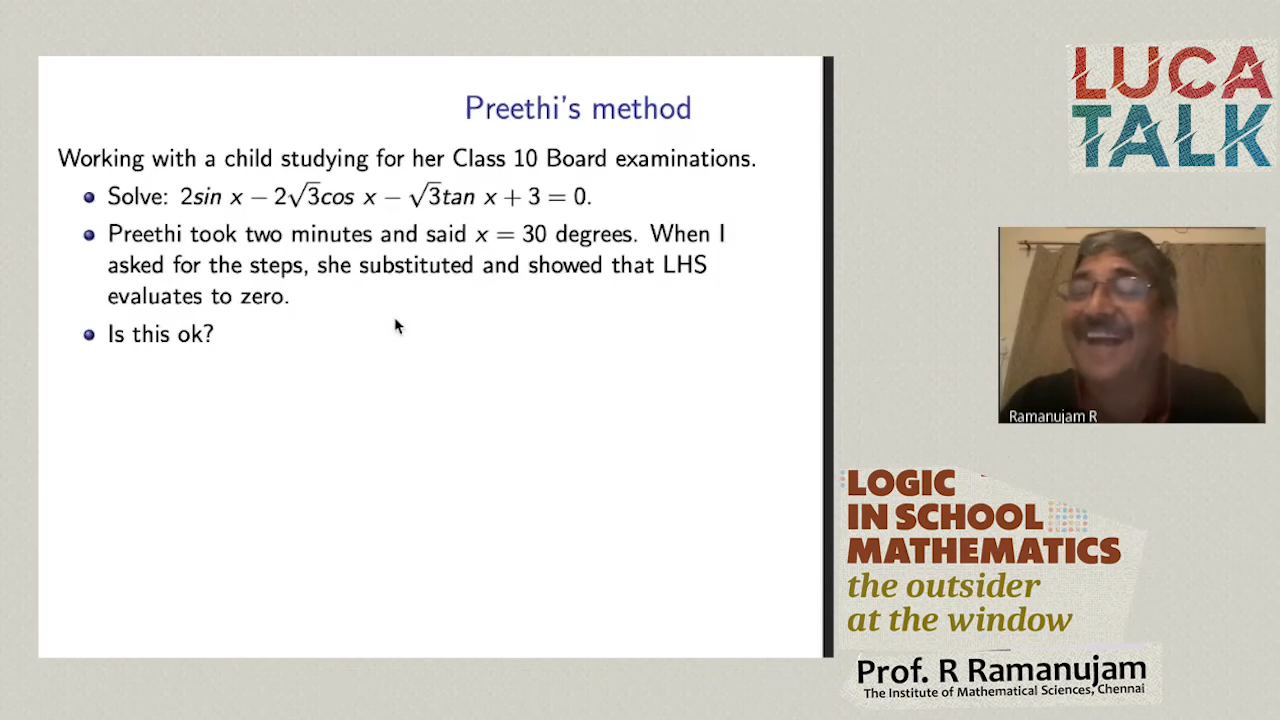 Preethi's method
Working with a child studying for her Class 10 Board examinations.
Solve: 2sin x − 2√3cos x − √3tan x + 3 = 0.
Preethi took two minutes and said x = 30 degrees. When I
asked for the steps, she substituted and showed that LHS
evaluates to zero.
Is this ok?
LUCA
TALK
Ramanujam R
LOGIC
IN SCHOOL
MATHEMATICS
the outsider
at the window
Prof. R Ramanujam
The Institute of Mathematical Sciences, Chennai